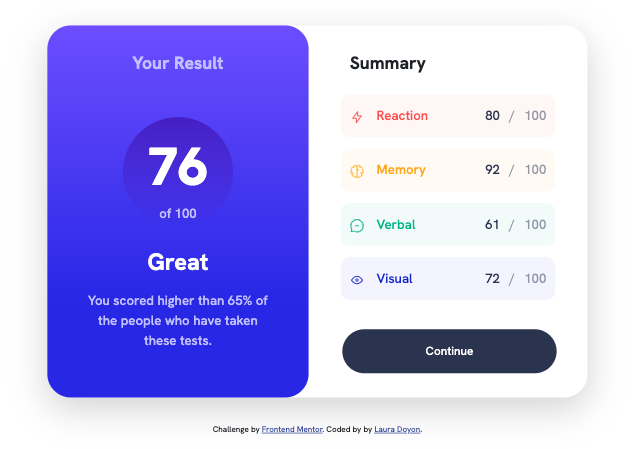 Your Result
76
of 100
Great
You scored higher than 65% of
the people who have taken
these tests.
Summary
Reaction 80 / 100
Memory 92 / 100
Verbal 61 / 100
Visual 72 / 100
Continue
Challenge by Frontend Mentor. Coded by by Laura Doyon.